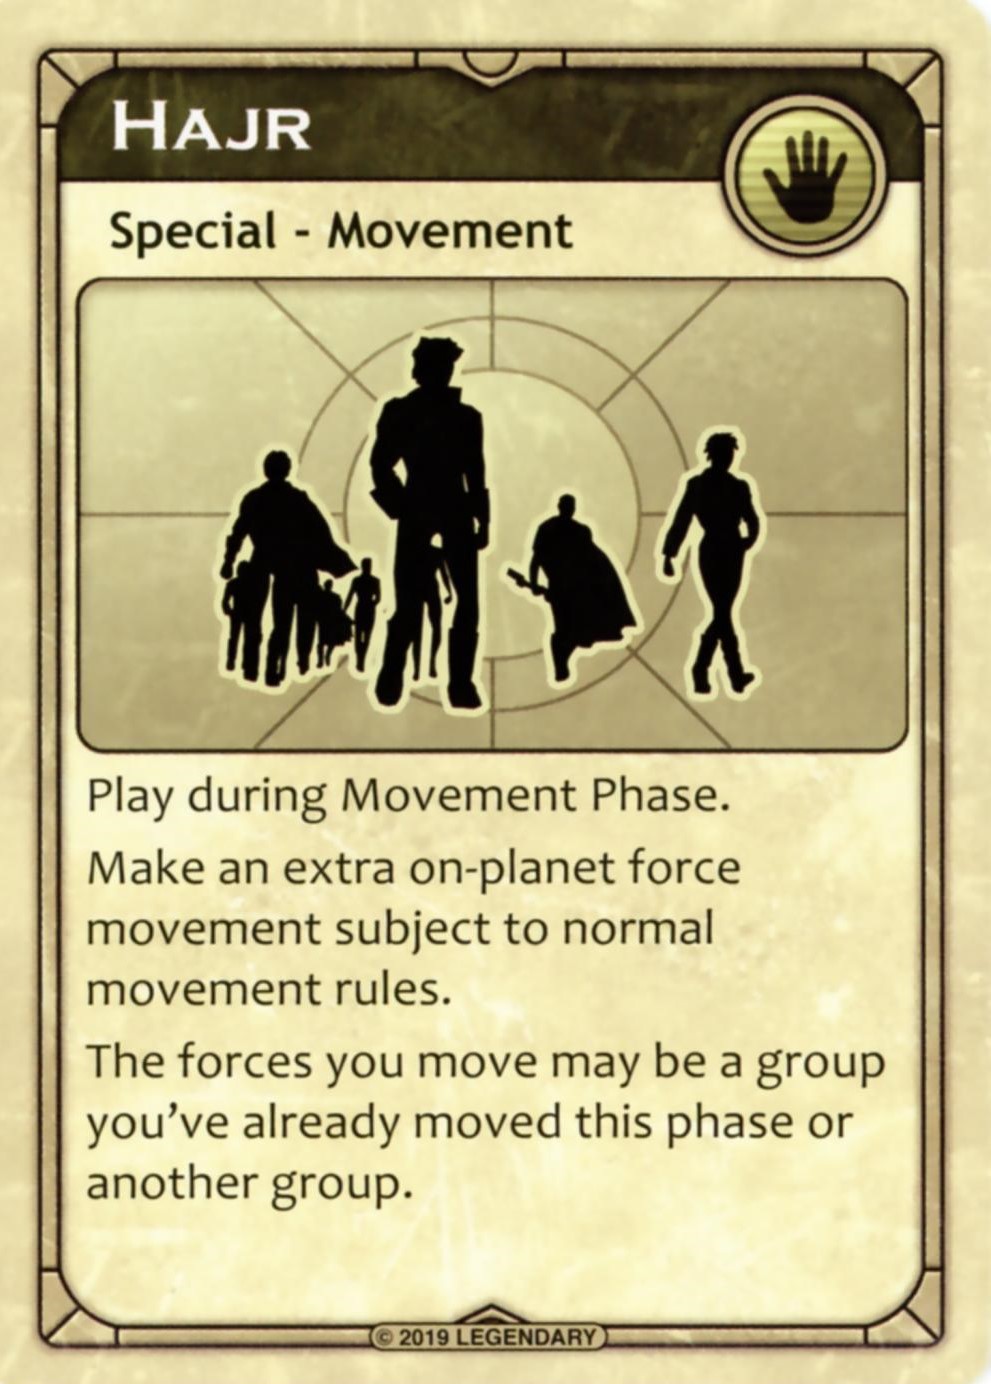 HAJR
Special - Movement
Play during Movement Phase.
Make an extra on-planet force
movement subject to normal
movement rules.
The forces you move may be a group
you've already moved this phase or
another group.
© 2019 LEGENDARY